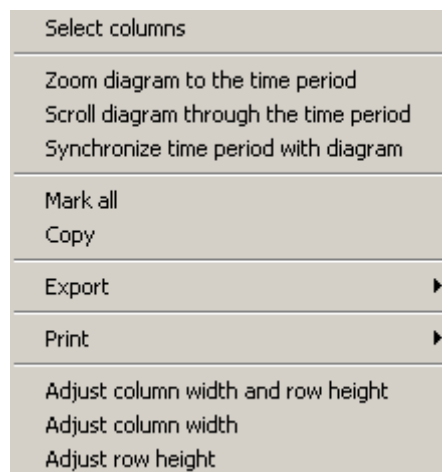 Select columns
Zoom diagram to the time period
Scroll diagram through the time period
Synchronize time period with diagram
Mark all
Copy
Export
Print
Adjust column width and row height
Adjust column width
Adjust row height